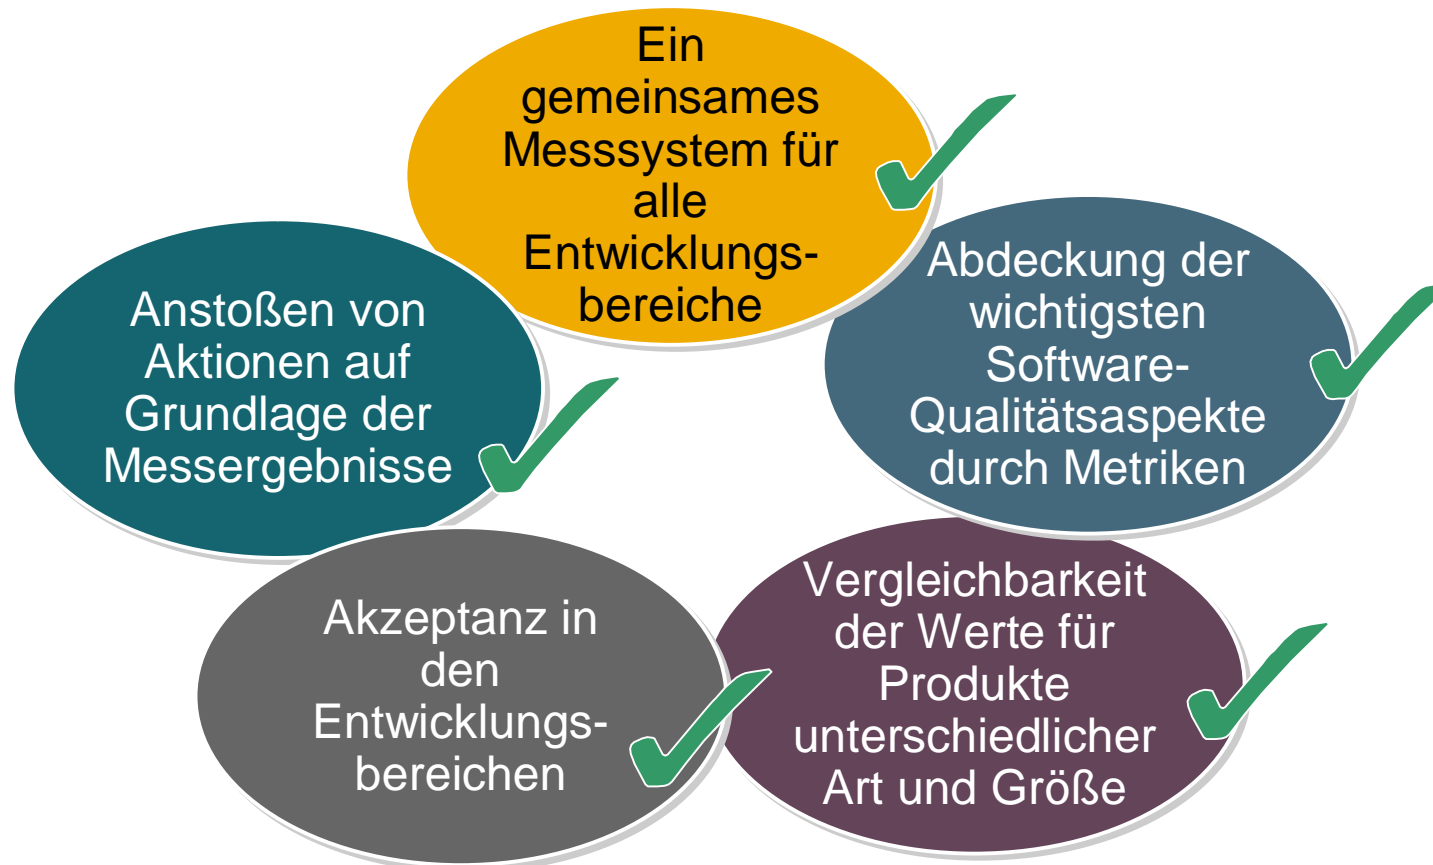 Ein
gemeinsames
Messsystem für
alle
Entwicklungs-
bereiche
Abdeckung der
wichtigsten
Software-
Qualitätsaspekte
durch Metriken
Vergleichbarkeit
der Werte für
Produkte
unterschiedlicher
Art und Größe
Akzeptanz in
den
Entwicklungs-
bereichen
Anstoßen von
Aktionen auf
Grundlage der
Messergebnisse